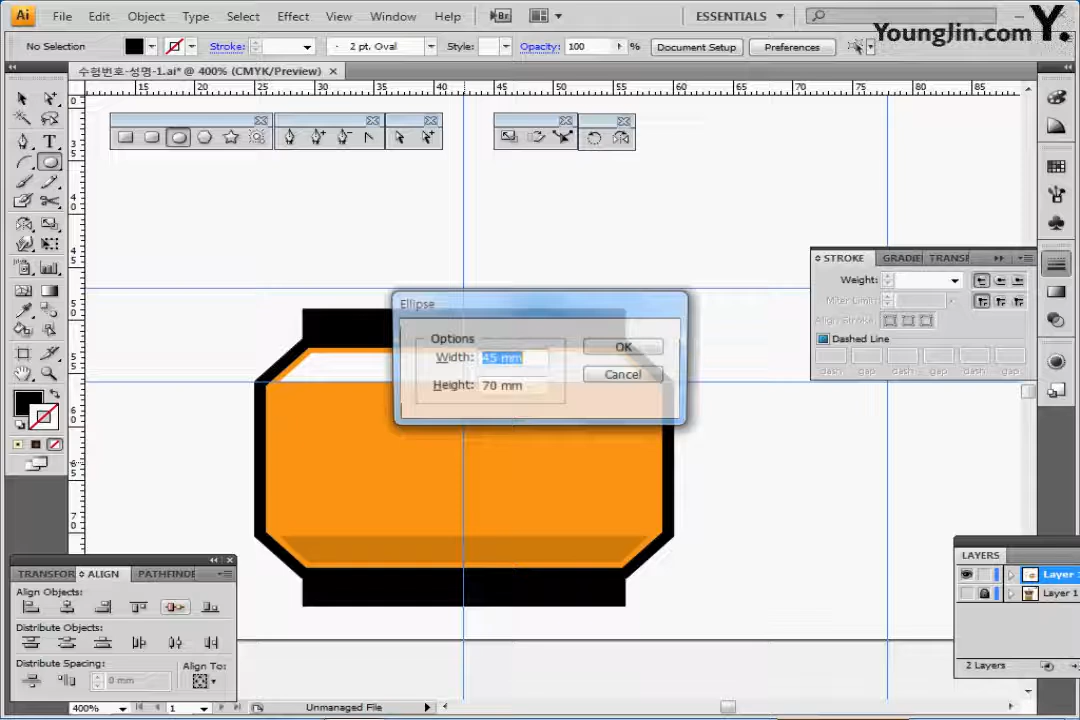 Ai File Edit Object Type Select Effect View Window Help Br ESSENTIALS
YoungJin.com Y.
No Selection Stroke: 2 pt. Oval Style: Opacity: 100 % Document Setup Preferences
수험번호-성명-1.ai* @ 400% (CMYK/Preview)
15 20 25 30 35 40 45 50 55 60 65 70 75 80 85
STROKE GRADIE TRANSF
Weight:
Miter Limit:
Align Stroke:
Dashed Line
dash gap dash gap dash gap
Ellipse
Options
Width: 45 mm
Height: 70 mm
OK
Cancel
LAYERS
Layer
Layer 1
2 Layers
TRANSFOR ALIGN PATHFINDE
Align Objects:
Distribute Objects:
Distribute Spacing: Align To:
0 mm
400% 1 Unmanaged File